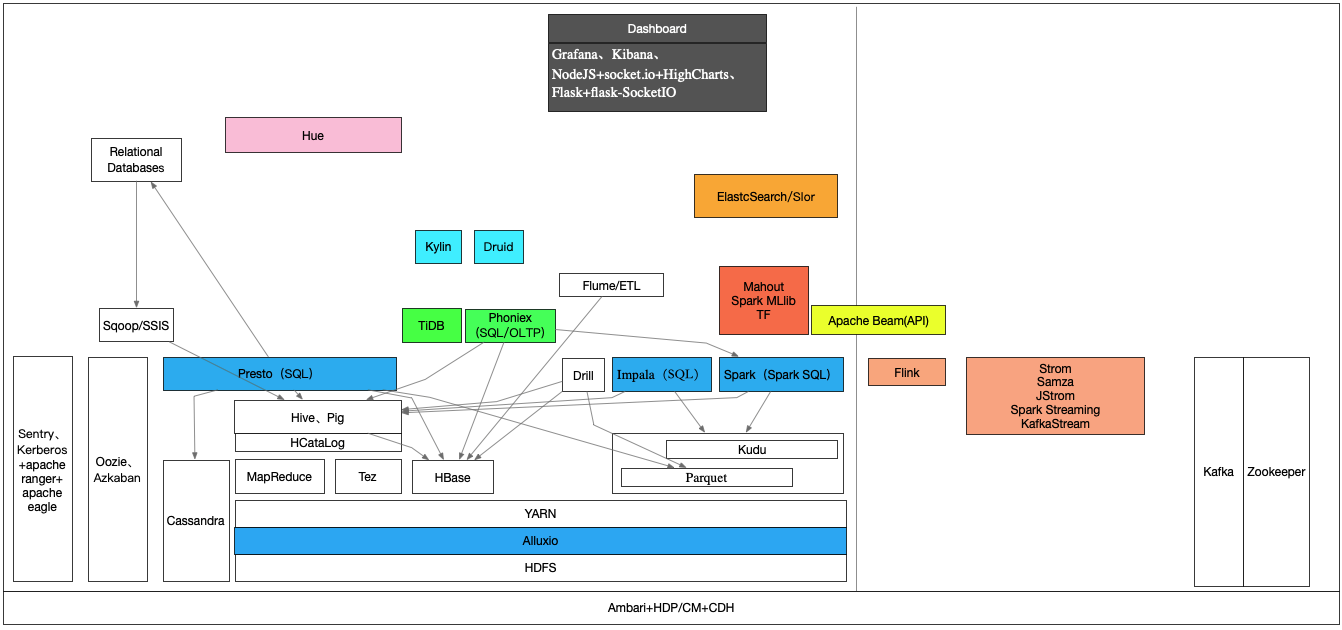 Dashboard
Grafana、Kibana、
NodeJS+socket.io+HighCharts、
Flask+flask-SocketIO
Hue
Relational
Databases
ElastcSearch/Slor
Kylin
Druid
Flume/ETL
Mahout
Spark MLlib
TF
Sqoop/SSIS
TiDB
Phoniex
(SQL/OLTP)
Apache Beam(API)
Presto（SQL）
Drill
Impala（SQL）
Spark（Spark SQL）
Flink
Strom
Samza
JStrom
Spark Streaming
KafkaStream
Hive、Pig
HCataLog
Kudu
Parquet
Sentry、
Kerberos
+apache
ranger+
apache
eagle
Oozie、
Azkaban
Cassandra
MapReduce
Tez
HBase
Kafka
Zookeeper
YARN
Alluxio
HDFS
Ambari+HDP/CM+CDH